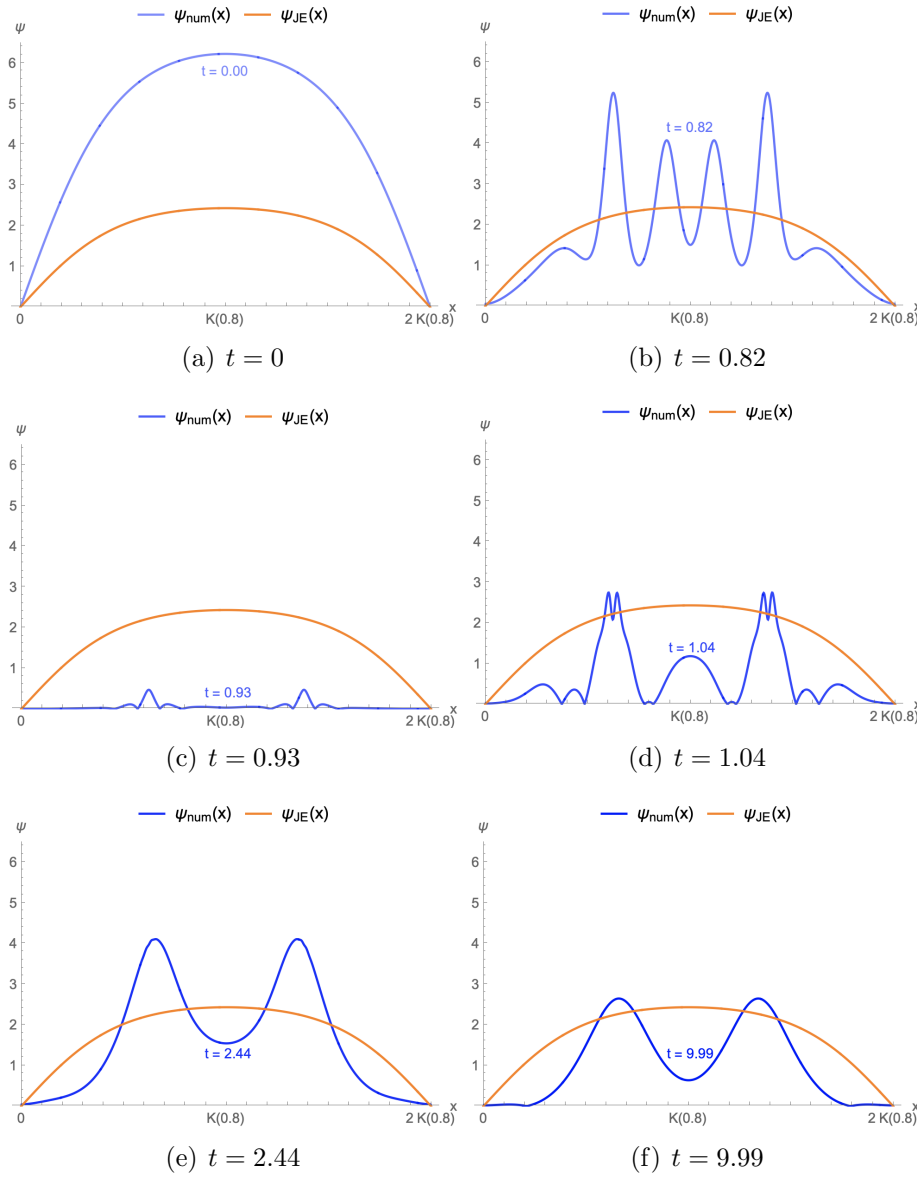 ψnum(x) ψJE(x)
ψ
6
5
4
3
2
1
t = 0.00
0 K(0.8) 2 K(0.8) x
(a) t = 0
ψnum(x) ψJE(x)
ψ
6
5
4
3
2
1
t = 0.82
0 K(0.8) 2 K(0.8) x
(b) t = 0.82
ψnum(x) ψJE(x)
ψ
6
5
4
3
2
1
t = 0.93
0 K(0.8) 2 K(0.8) x
(c) t = 0.93
ψnum(x) ψJE(x)
ψ
6
5
4
3
2
1
t = 1.04
0 K(0.8) 2 K(0.8) x
(d) t = 1.04
ψnum(x) ψJE(x)
ψ
6
5
4
3
2
1
t = 2.44
0 K(0.8) 2 K(0.8) x
(e) t = 2.44
ψnum(x) ψJE(x)
ψ
6
5
4
3
2
1
t = 9.99
0 K(0.8) 2 K(0.8) x
(f) t = 9.99